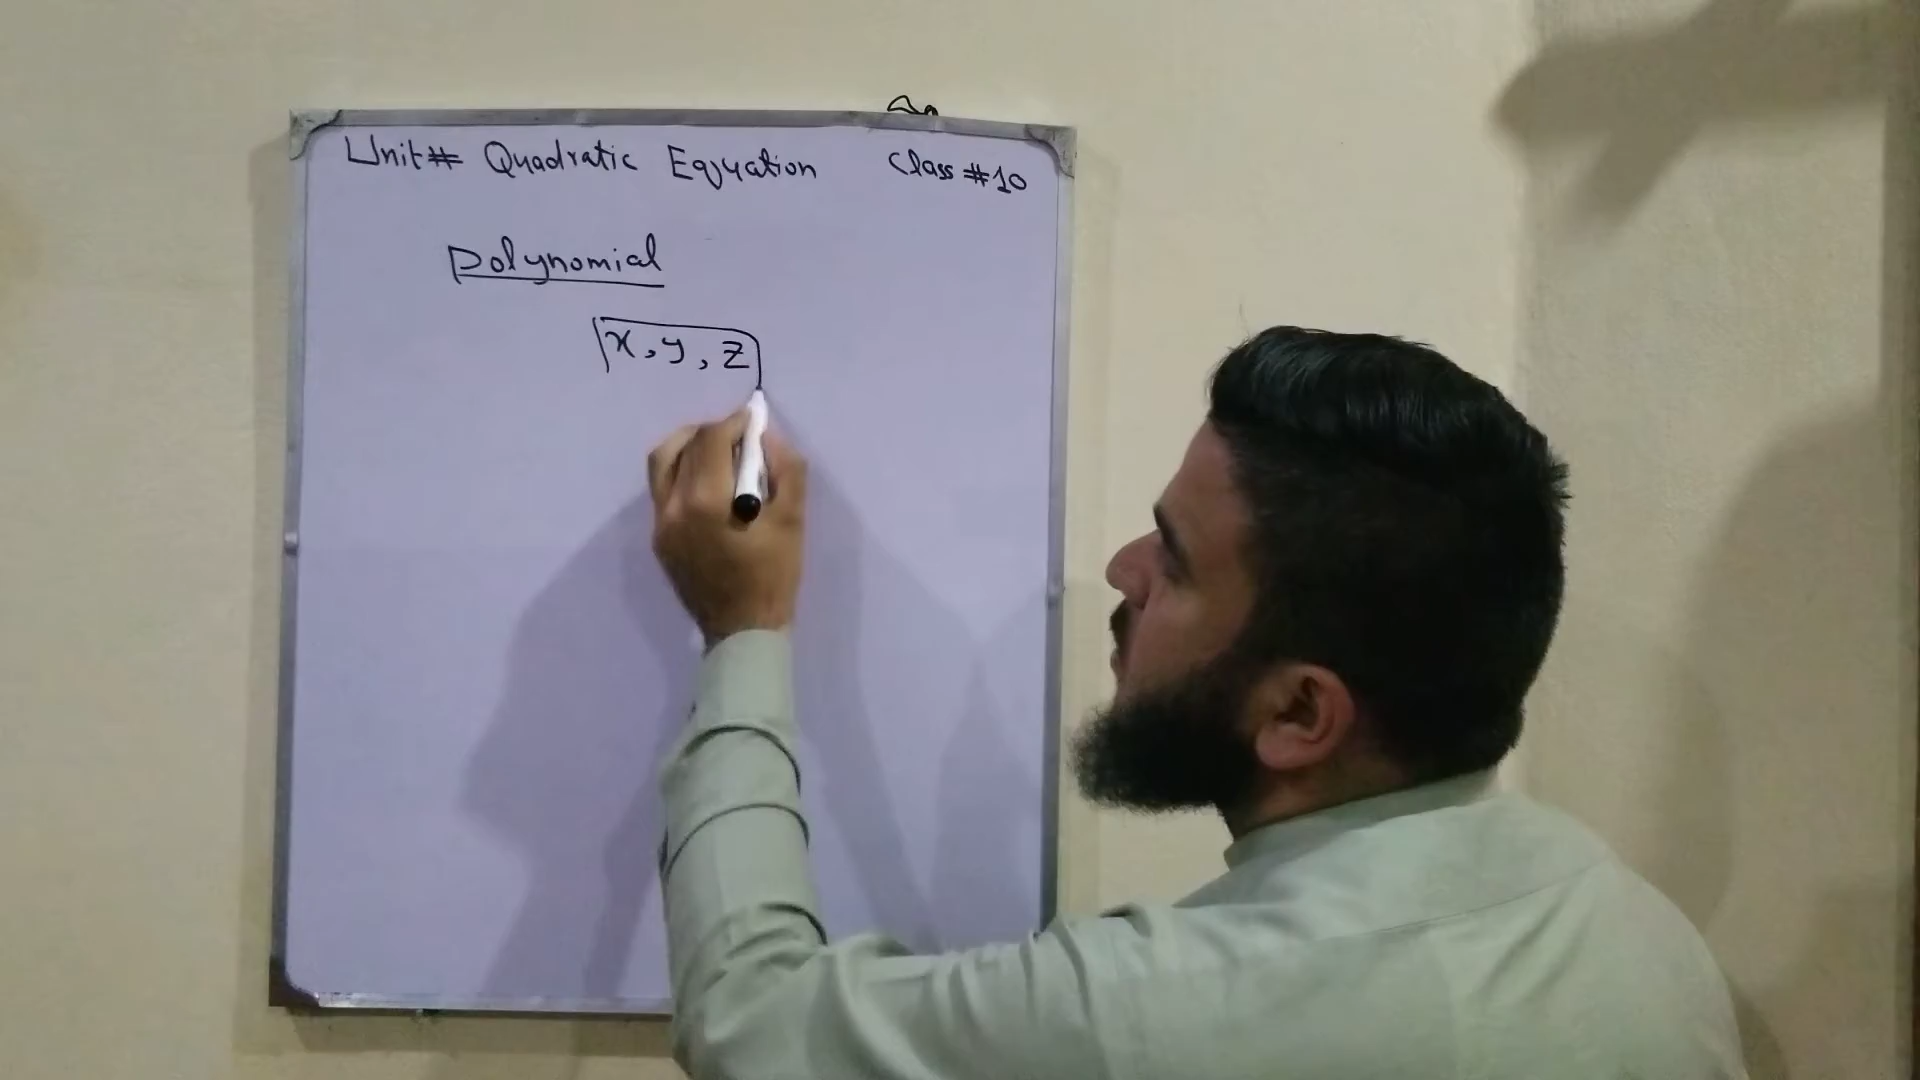 Unit# Quadratic Equation Class #10
Polynomial
x, y, z